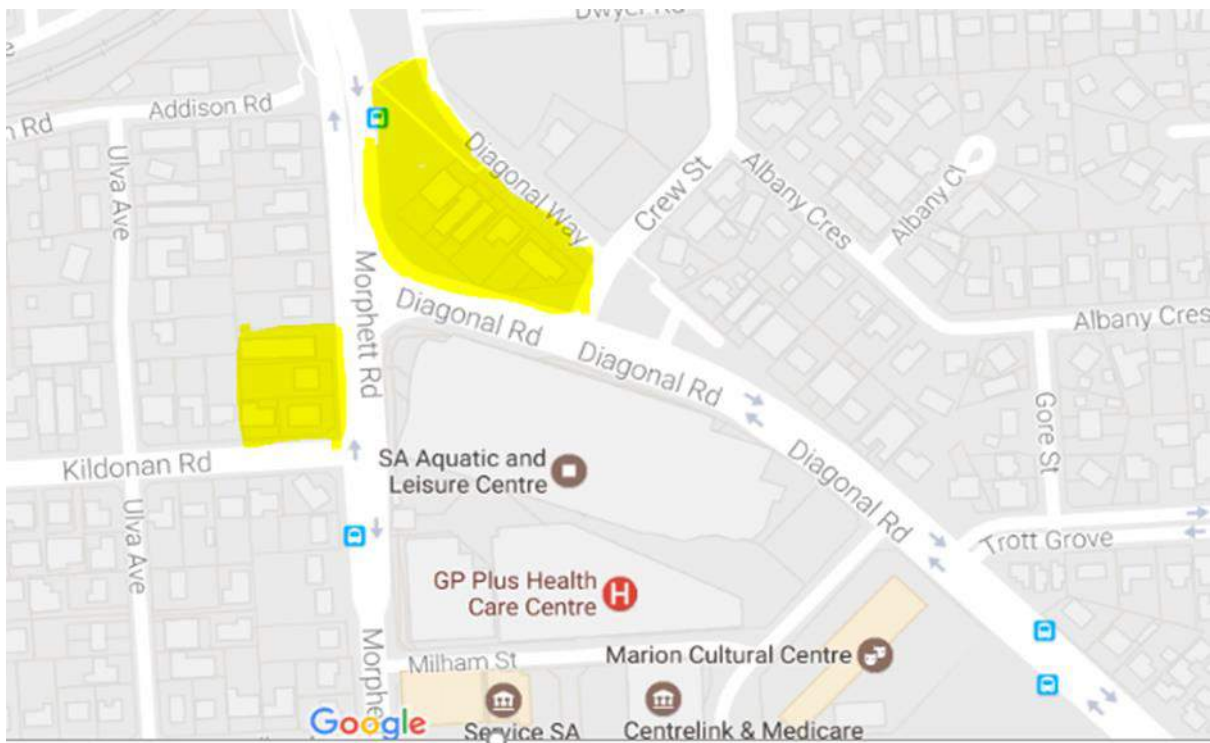 Dwyer Rd
Addison Rd
Rd
Ulva Ave
Diagonal Way
Crew St
Albany Cres
Albany Cl
Morphett Rd
Diagonal Rd
Diagonal Rd
Albany Cres
Gore St
Kildonan Rd
SA Aquatic and
Leisure Centre
Diagonal Rd
Ulva Ave
Trott Grove
GP Plus Health
Care Centre
H
Milham St
Marion Cultural Centre
Morphe
Google
Service SA
Centrelink & Medicare